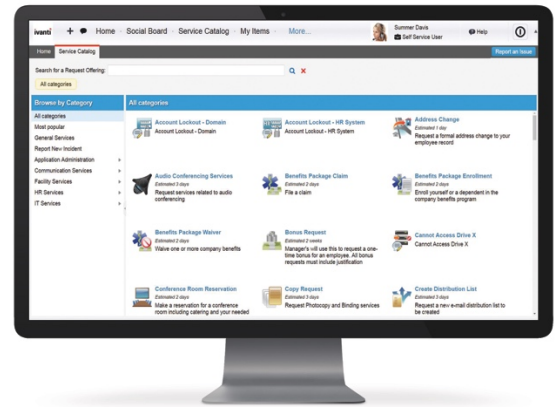 ivanti
Home
Social Board
Service Catalog
My Items
More...
Summer Davis
Self Service User
Help
Home
Service Catalog
Report an Issue
Search for a Request Offering:
All categories
Browse by Category
All categories
Most popular
General Services
Report New Incident
Application Administration
Communication Services
Facility Services
HR Services
IT Services
All categories
Account Lockout - Domain
Account Lockout - Domain
Account Lockout - HR System
Account Lockout - HR System
Address Change
Estimated 1 day
Request a formal address change to your
employee record
Audio Conferencing Services
Estimated 3 days
Request services related to audio
conferencing
Benefits Package Claim
Estimated 2 days
File a claim
Benefits Package Enrollment
Estimated 2 days
Enroll yourself or a dependent in the
company benefits program
Benefits Package Waiver
Estimated 2 days
Waive one or more company benefits
Bonus Request
Estimated 2 weeks
Manager's will use this to request a one-
time bonus for an employee. All bonus
requests must include justification
Cannot Access Drive X
Cannot Access Drive X
Conference Room Reservation
Estimated 2 days
Make a reservation for a conference
room including catering and your needed
Copy Request
Estimated 3 days
Request Photocopy and Binding services
Create Distribution List
Estimated 3 days
Request a new e-mail distribution list to
be created